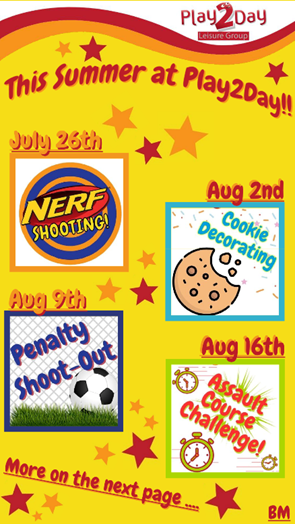 Play2Day
Leisure Group
This Summer at Play2Day!!
July 26th
NERF
SHOOTING!
Aug 2nd
Cookie
Decorating
Aug 9th
Penalty
Shoot-Out
Aug 16th
Assault
Course
Challenge!
More on the next page ....
BM